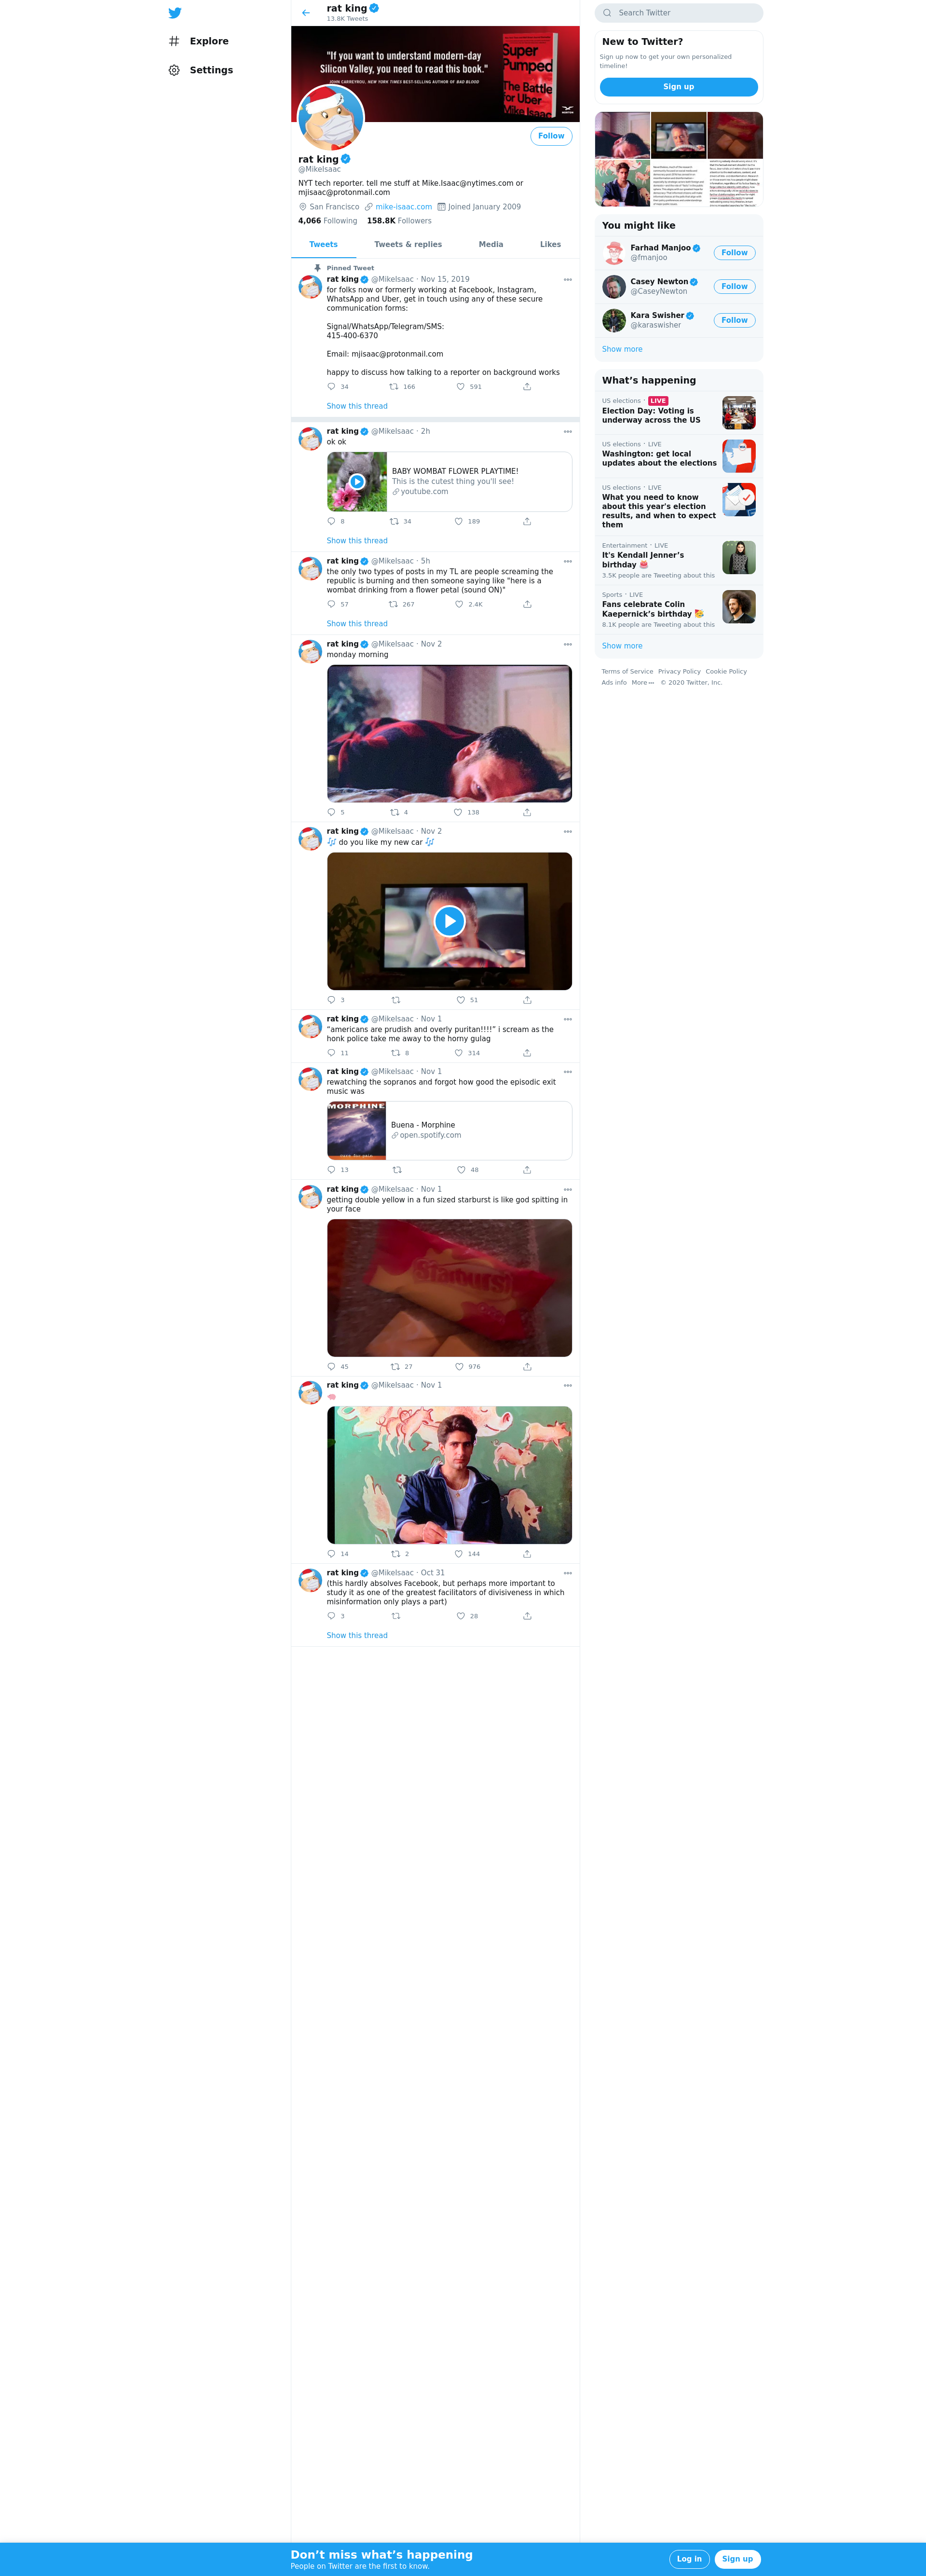 Explore
Settings
rat king
13.8K Tweets
"If you want to understand modern-day
Silicon Valley, you need to read this book."
JOHN CARREYROU, NEW YORK TIMES BEST-SELLING AUTHOR OF BAD BLOOD
Super
Pumped
The Battle
for Uber
Mike Isaac
NORTON
Follow
rat king
@MikeIsaac
NYT tech reporter. tell me stuff at Mike.Isaac@nytimes.com or
mjisaac@protonmail.com
San Francisco mike-isaac.com Joined January 2009
4,066 Following 158.8K Followers
Tweets Tweets & replies Media Likes
Pinned Tweet
rat king @MikeIsaac · Nov 15, 2019
for folks now or formerly working at Facebook, Instagram,
WhatsApp and Uber, get in touch using any of these secure
communication forms:
Signal/WhatsApp/Telegram/SMS:
415-400-6370
Email: mjisaac@protonmail.com
happy to discuss how talking to a reporter on background works
34 166 591
Show this thread
rat king @MikeIsaac · 2h
ok ok
BABY WOMBAT FLOWER PLAYTIME!
This is the cutest thing you'll see!
youtube.com
8 34 189
Show this thread
rat king @MikeIsaac · 5h
the only two types of posts in my TL are people screaming the
republic is burning and then someone saying like "here is a
wombat drinking from a flower petal (sound ON)"
57 267 2.4K
Show this thread
rat king @MikeIsaac · Nov 2
monday morning
5 4 138
rat king @MikeIsaac · Nov 2
🎶 do you like my new car 🎶
3 51
rat king @MikeIsaac · Nov 1
“americans are prudish and overly puritan!!!!” i scream as the
honk police take me away to the horny gulag
11 8 314
rat king @MikeIsaac · Nov 1
rewatching the sopranos and forgot how good the episodic exit
music was
MORPHINE
Buena - Morphine
open.spotify.com
13 48
rat king @MikeIsaac · Nov 1
getting double yellow in a fun sized starburst is like god spitting in
your face
Starburst
45 27 976
rat king @MikeIsaac · Nov 1
14 2 144
rat king @MikeIsaac · Oct 31
(this hardly absolves Facebook, but perhaps more important to
study it as one of the greatest facilitators of divisiveness in which
misinformation only plays a part)
3 28
Show this thread
Search Twitter
New to Twitter?
Sign up now to get your own personalized
timeline!
Sign up
You might like
Farhad Manjoo
@fmanjoo
Follow
Casey Newton
@CaseyNewton
Follow
Kara Swisher
@karaswisher
Follow
Show more
What’s happening
US elections · LIVE
Election Day: Voting is
underway across the US
US elections · LIVE
Washington: get local
updates about the elections
US elections · LIVE
What you need to know
about this year's election
results, and when to expect
them
Entertainment · LIVE
It's Kendall Jenner’s
birthday 🎂
3.5K people are Tweeting about this
Sports · LIVE
Fans celebrate Colin
Kaepernick’s birthday 🥳
8.1K people are Tweeting about this
Show more
Terms of Service Privacy Policy Cookie Policy
Ads info More ••• © 2020 Twitter, Inc.
Don’t miss what’s happening
People on Twitter are the first to know.
Log in
Sign up